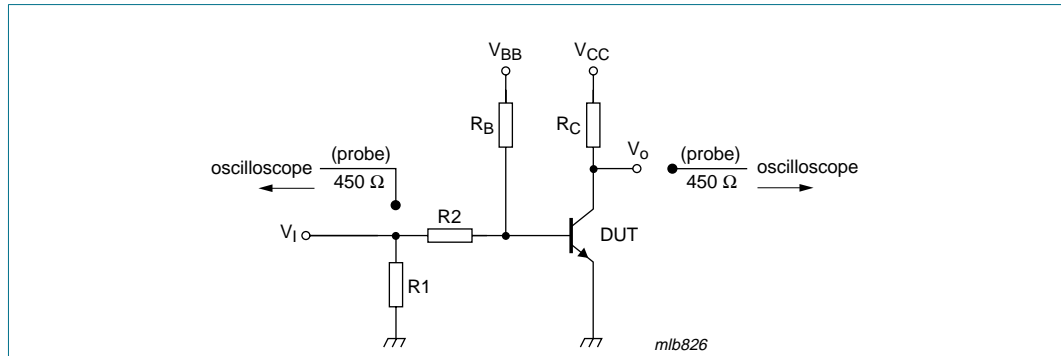 V_BB V_CC
R_B R_C
(probe) V_o (probe)
oscilloscope 450 Ω 450 Ω oscilloscope
R2
V_I DUT
R1
mlb826